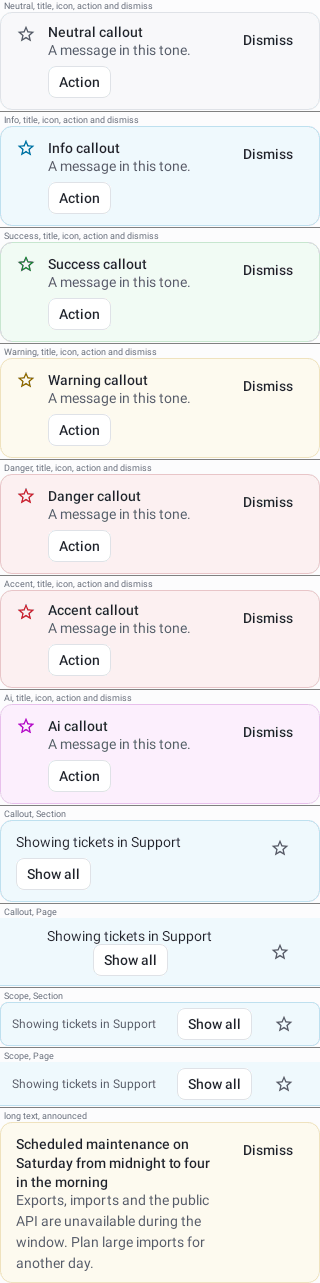 Neutral, title, icon, action and dismiss
Neutral callout
Dismiss
A message in this tone.
Action
Info, title, icon, action and dismiss
Info callout
Dismiss
A message in this tone.
Action
Success, title, icon, action and dismiss
Success callout
Dismiss
A message in this tone.
Action
Warning, title, icon, action and dismiss
Warning callout
Dismiss
A message in this tone.
Action
Danger, title, icon, action and dismiss
Danger callout
Dismiss
A message in this tone.
Action
Accent, title, icon, action and dismiss
Accent callout
Dismiss
A message in this tone.
Action
Ai, title, icon, action and dismiss
Ai callout
Dismiss
A message in this tone.
Action
Callout, Section
Showing tickets in Support
Show all
Callout, Page
Showing tickets in Support
Show all
Scope, Section
Showing tickets in Support
Show all
Scope, Page
Showing tickets in Support
Show all
long text, announced
Scheduled maintenance on
Dismiss
Saturday from midnight to four
in the morning
Exports, imports and the public
API are unavailable during the
window. Plan large imports for
another day.